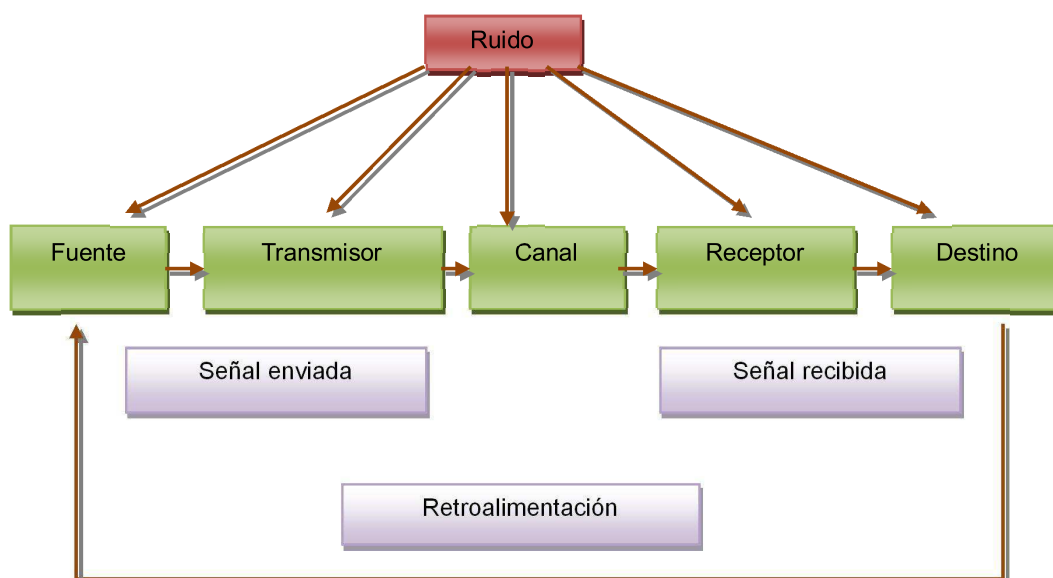 Ruido
Fuente
Transmisor
Canal
Receptor
Destino
Señal enviada
Señal recibida
Retroalimentación